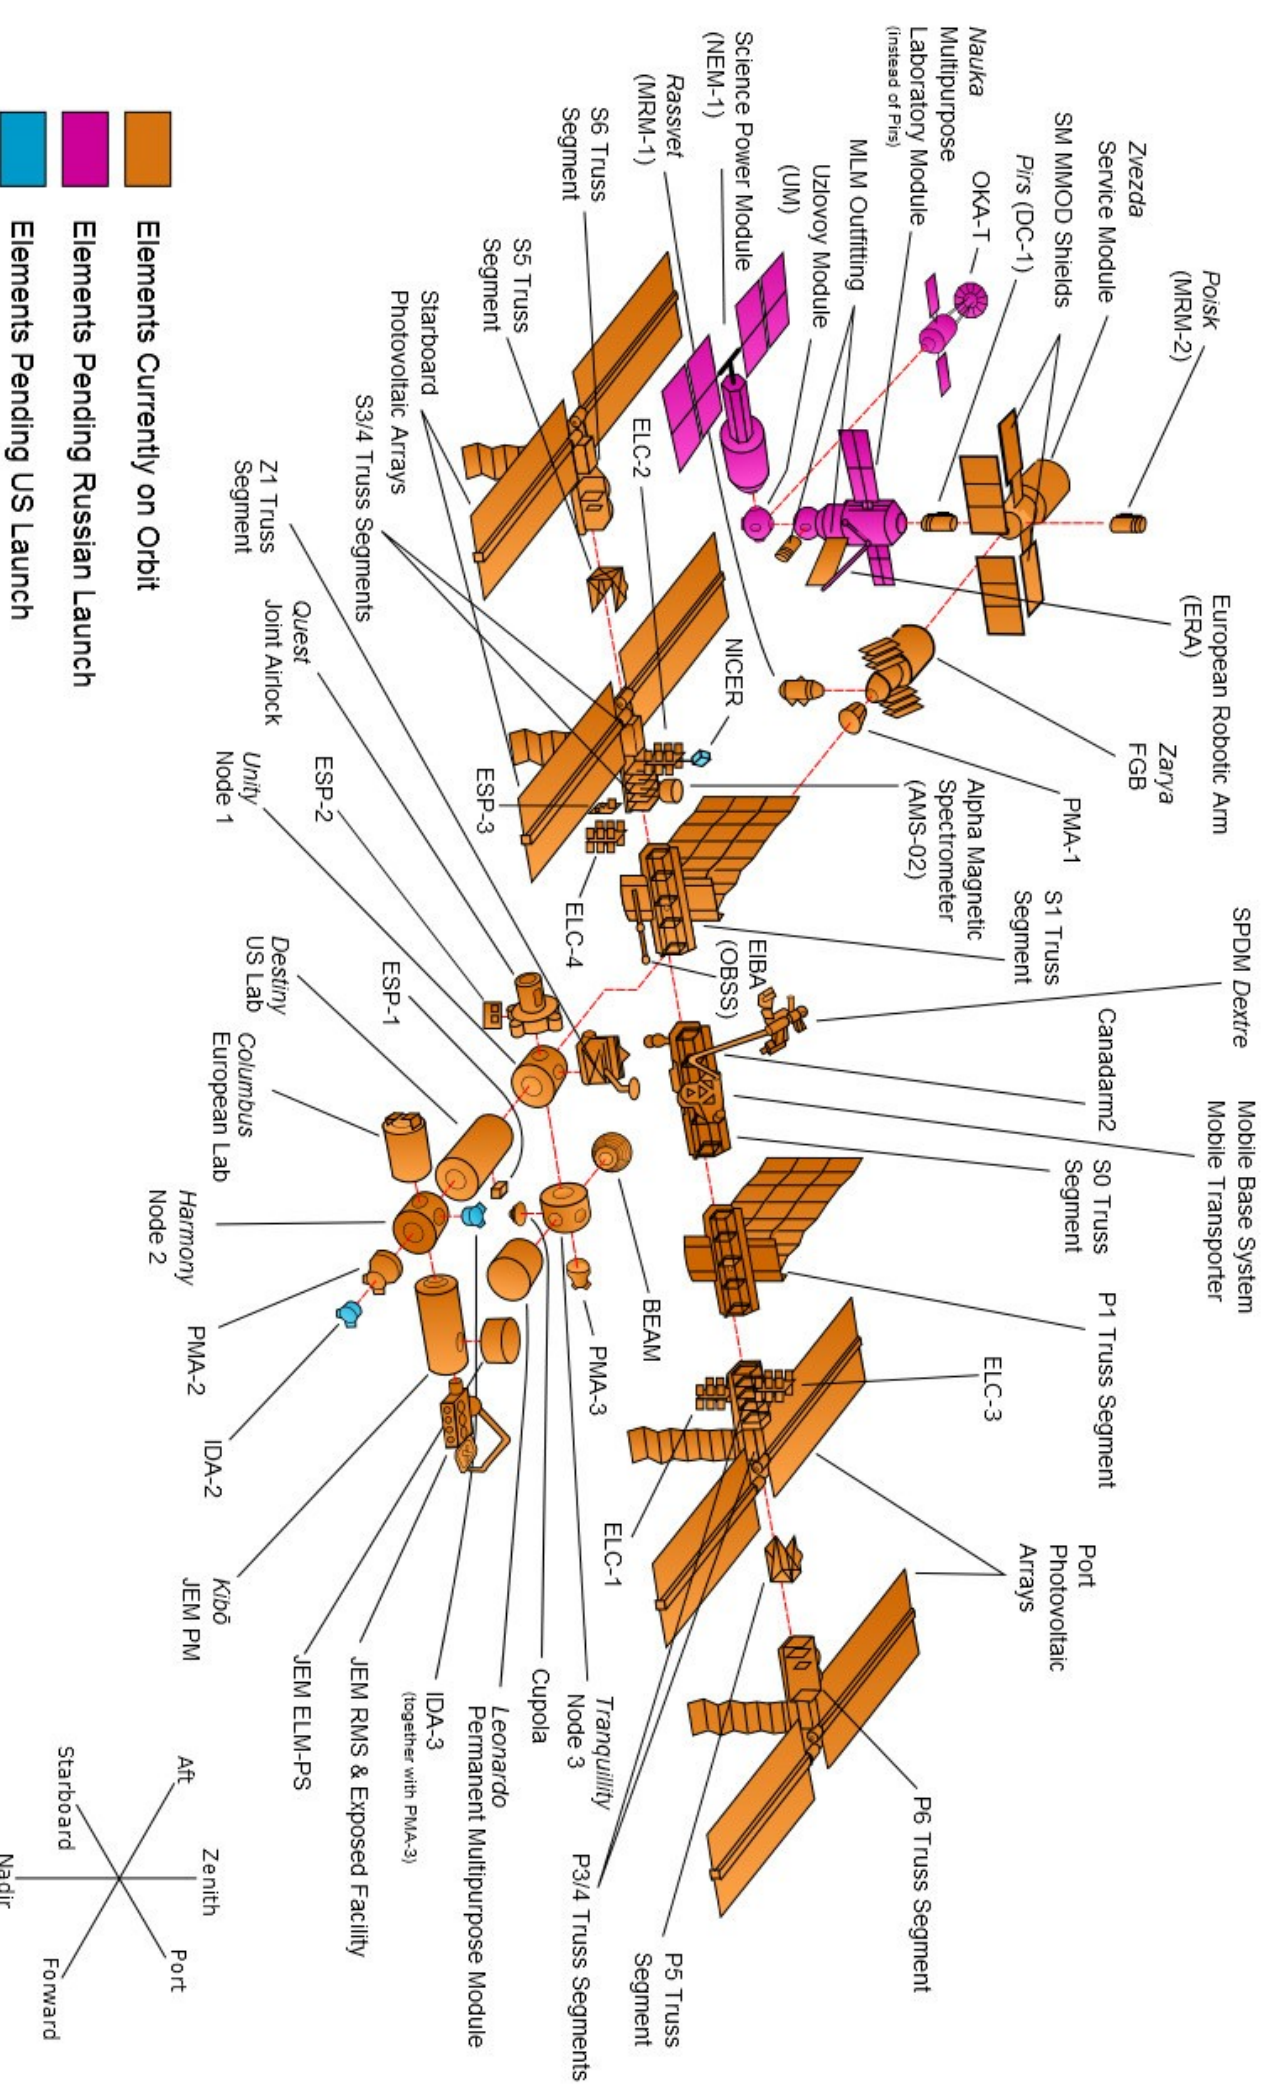 Poisk
(MRM-2)
Zvezda
Service Module
SM MMOD Shields
Pirs (DC-1)
OKA-T
Nauka
Multipurpose
Laboratory Module
(instead of Pirs)
MLM Outfitting
Uzlovoy Module
(UM)
Science Power Module
(NEM-1)
Rassvet
(MRM-1)
S6 Truss
Segment
S5 Truss
Segment
Starboard
Photovoltaic Arrays
S3/4 Truss Segments
Z1 Truss
Segment
Quest
Joint Airlock
ESP-2
Unity
Node 1
ESP-1
Destiny
US Lab
Columbus
European Lab
Harmony
Node 2
PMA-2
IDA-2
Kibō
JEM PM
JEM ELM-PS
JEM RMS & Exposed Facility
IDA-3
(together with PMA-3)
Leonardo
Permanent Multipurpose Module
Cupola
Tranquillity
Node 3
P3/4 Truss Segments
P5 Truss
Segment
P6 Truss Segment
Port
Photovoltaic
Arrays
ELC-1
ELC-3
PMA-3
BEAM
P1 Truss Segment
S0 Truss
Segment
Mobile Base System
Mobile Transporter
Canadarm2
SPDM Dextre
EIBA
(OBSS)
S1 Truss
Segment
Alpha Magnetic
Spectrometer
(AMS-02)
PMA-1
Zarya
FGB
European Robotic Arm
(ERA)
ELC-2
NICER
ESP-3
ELC-4
Elements Currently on Orbit
Elements Pending Russian Launch
Elements Pending US Launch
Zenith
Aft
Port
Starboard
Forward
Nadir